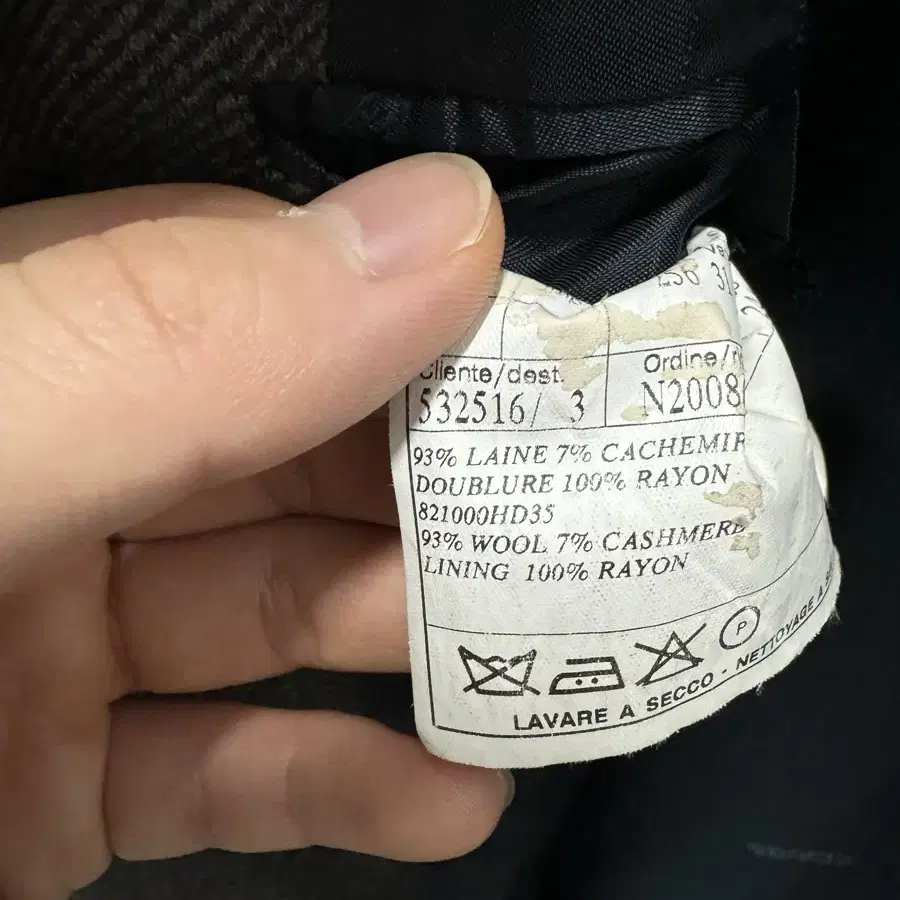 Cliente/dest.
Ordine/
532516/ 3
N2008
93% LAINE 7% CACHEMIR
DOUBLURE 100% RAYON
821000HD35
93% WOOL 7% CASHMERE
LINING 100% RAYON
P
LAVARE A SECCO - NETTOYAGE A